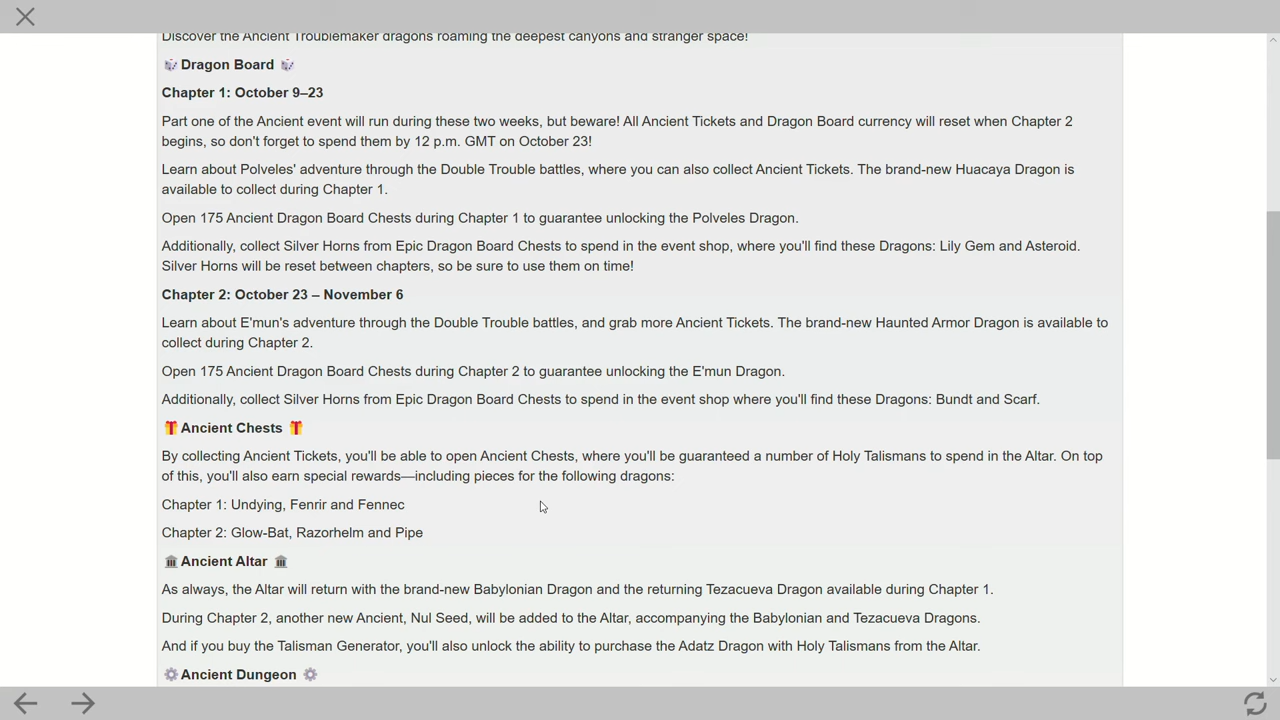 Discover the Ancient Troublemaker dragons roaming the deepest canyons and stranger space!
🎲 Dragon Board 🎲
Chapter 1: October 9–23
Part one of the Ancient event will run during these two weeks, but beware! All Ancient Tickets and Dragon Board currency will reset when Chapter 2
begins, so don't forget to spend them by 12 p.m. GMT on October 23!
Learn about Polveles' adventure through the Double Trouble battles, where you can also collect Ancient Tickets. The brand-new Huacaya Dragon is
available to collect during Chapter 1.
Open 175 Ancient Dragon Board Chests during Chapter 1 to guarantee unlocking the Polveles Dragon.
Additionally, collect Silver Horns from Epic Dragon Board Chests to spend in the event shop, where you'll find these Dragons: Lily Gem and Asteroid.
Silver Horns will be reset between chapters, so be sure to use them on time!
Chapter 2: October 23 – November 6
Learn about E'mun's adventure through the Double Trouble battles, and grab more Ancient Tickets. The brand-new Haunted Armor Dragon is available to
collect during Chapter 2.
Open 175 Ancient Dragon Board Chests during Chapter 2 to guarantee unlocking the E'mun Dragon.
Additionally, collect Silver Horns from Epic Dragon Board Chests to spend in the event shop where you'll find these Dragons: Bundt and Scarf.
🎁 Ancient Chests 🎁
By collecting Ancient Tickets, you'll be able to open Ancient Chests, where you'll be guaranteed a number of Holy Talismans to spend in the Altar. On top
of this, you'll also earn special rewards—including pieces for the following dragons:
Chapter 1: Undying, Fenrir and Fennec
Chapter 2: Glow-Bat, Razorhelm and Pipe
🏛 Ancient Altar 🏛
As always, the Altar will return with the brand-new Babylonian Dragon and the returning Tezacueva Dragon available during Chapter 1.
During Chapter 2, another new Ancient, Nul Seed, will be added to the Altar, accompanying the Babylonian and Tezacueva Dragons.
And if you buy the Talisman Generator, you'll also unlock the ability to purchase the Adatz Dragon with Holy Talismans from the Altar.
⚙ Ancient Dungeon ⚙